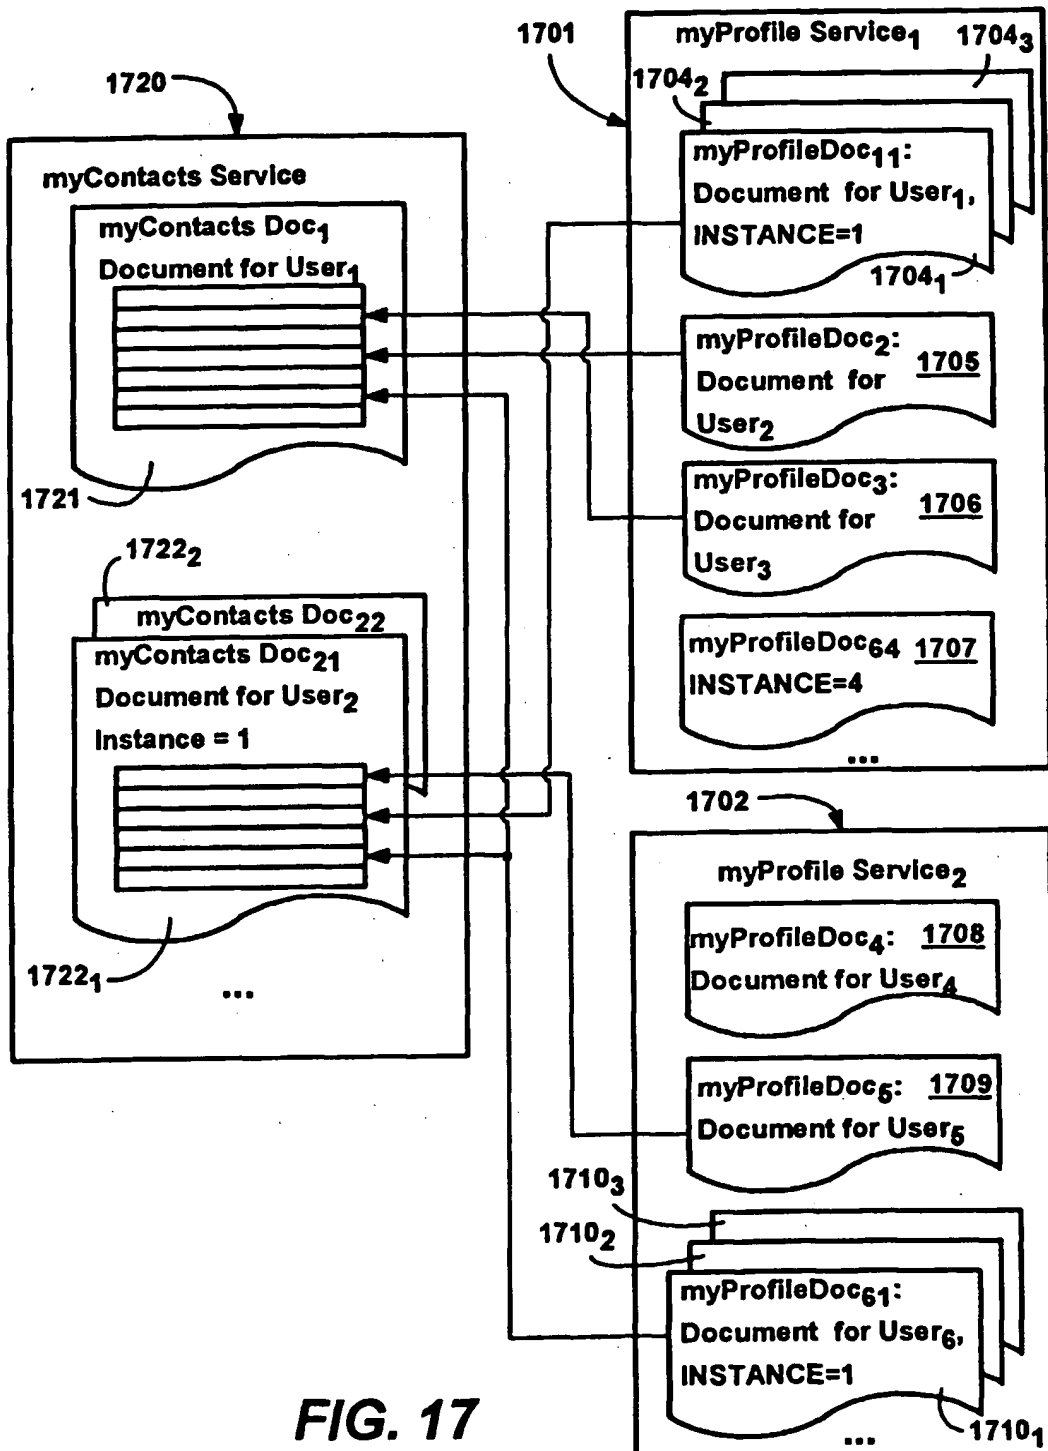 1720
myContacts Service
myContacts Doc₁
Document for User₁
1721
1722₂
myContacts Doc₂₂
myContacts Doc₂₁
Document for User₂
Instance = 1
1722₁
...
1701
myProfile Service₁
1704₃
1704₂
myProfileDoc₁₁:
Document for User₁,
INSTANCE=1
1704₁
myProfileDoc₂:
Document for
User₂
1705
myProfileDoc₃:
Document for
User₃
1706
myProfileDoc₆₄ 1707
INSTANCE=4
...
1702
myProfile Service₂
myProfileDoc₄: 1708
Document for User₄
myProfileDoc₅: 1709
Document for User₅
1710₃
1710₂
myProfileDoc₆₁:
Document for User₆,
INSTANCE=1
1710₁
...
FIG. 17